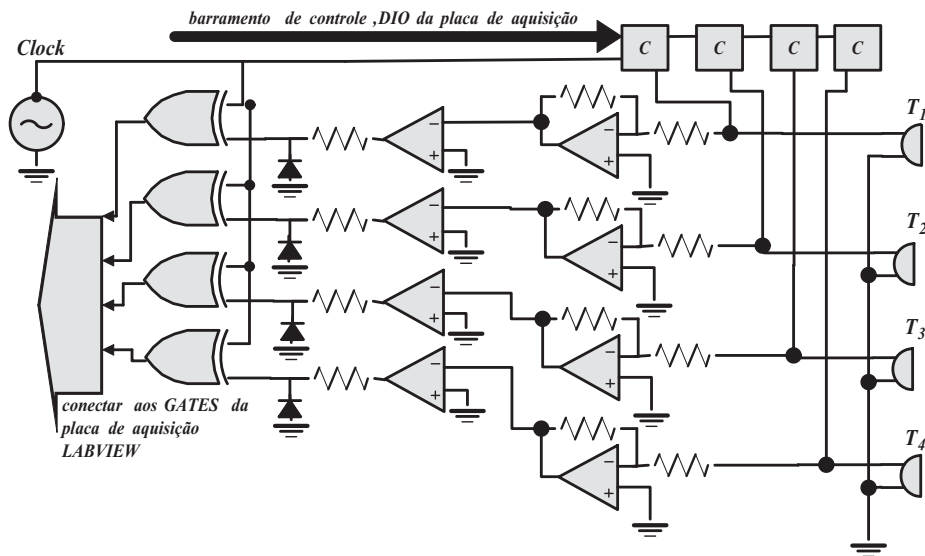 barramento de controle ,DIO da placa de aquisição
Clock
C C C C
T1
T2
T3
T4
− + − +
− + − +
− + − +
− + − +
conectar aos GATES da
placa de aquisição
LABVIEW